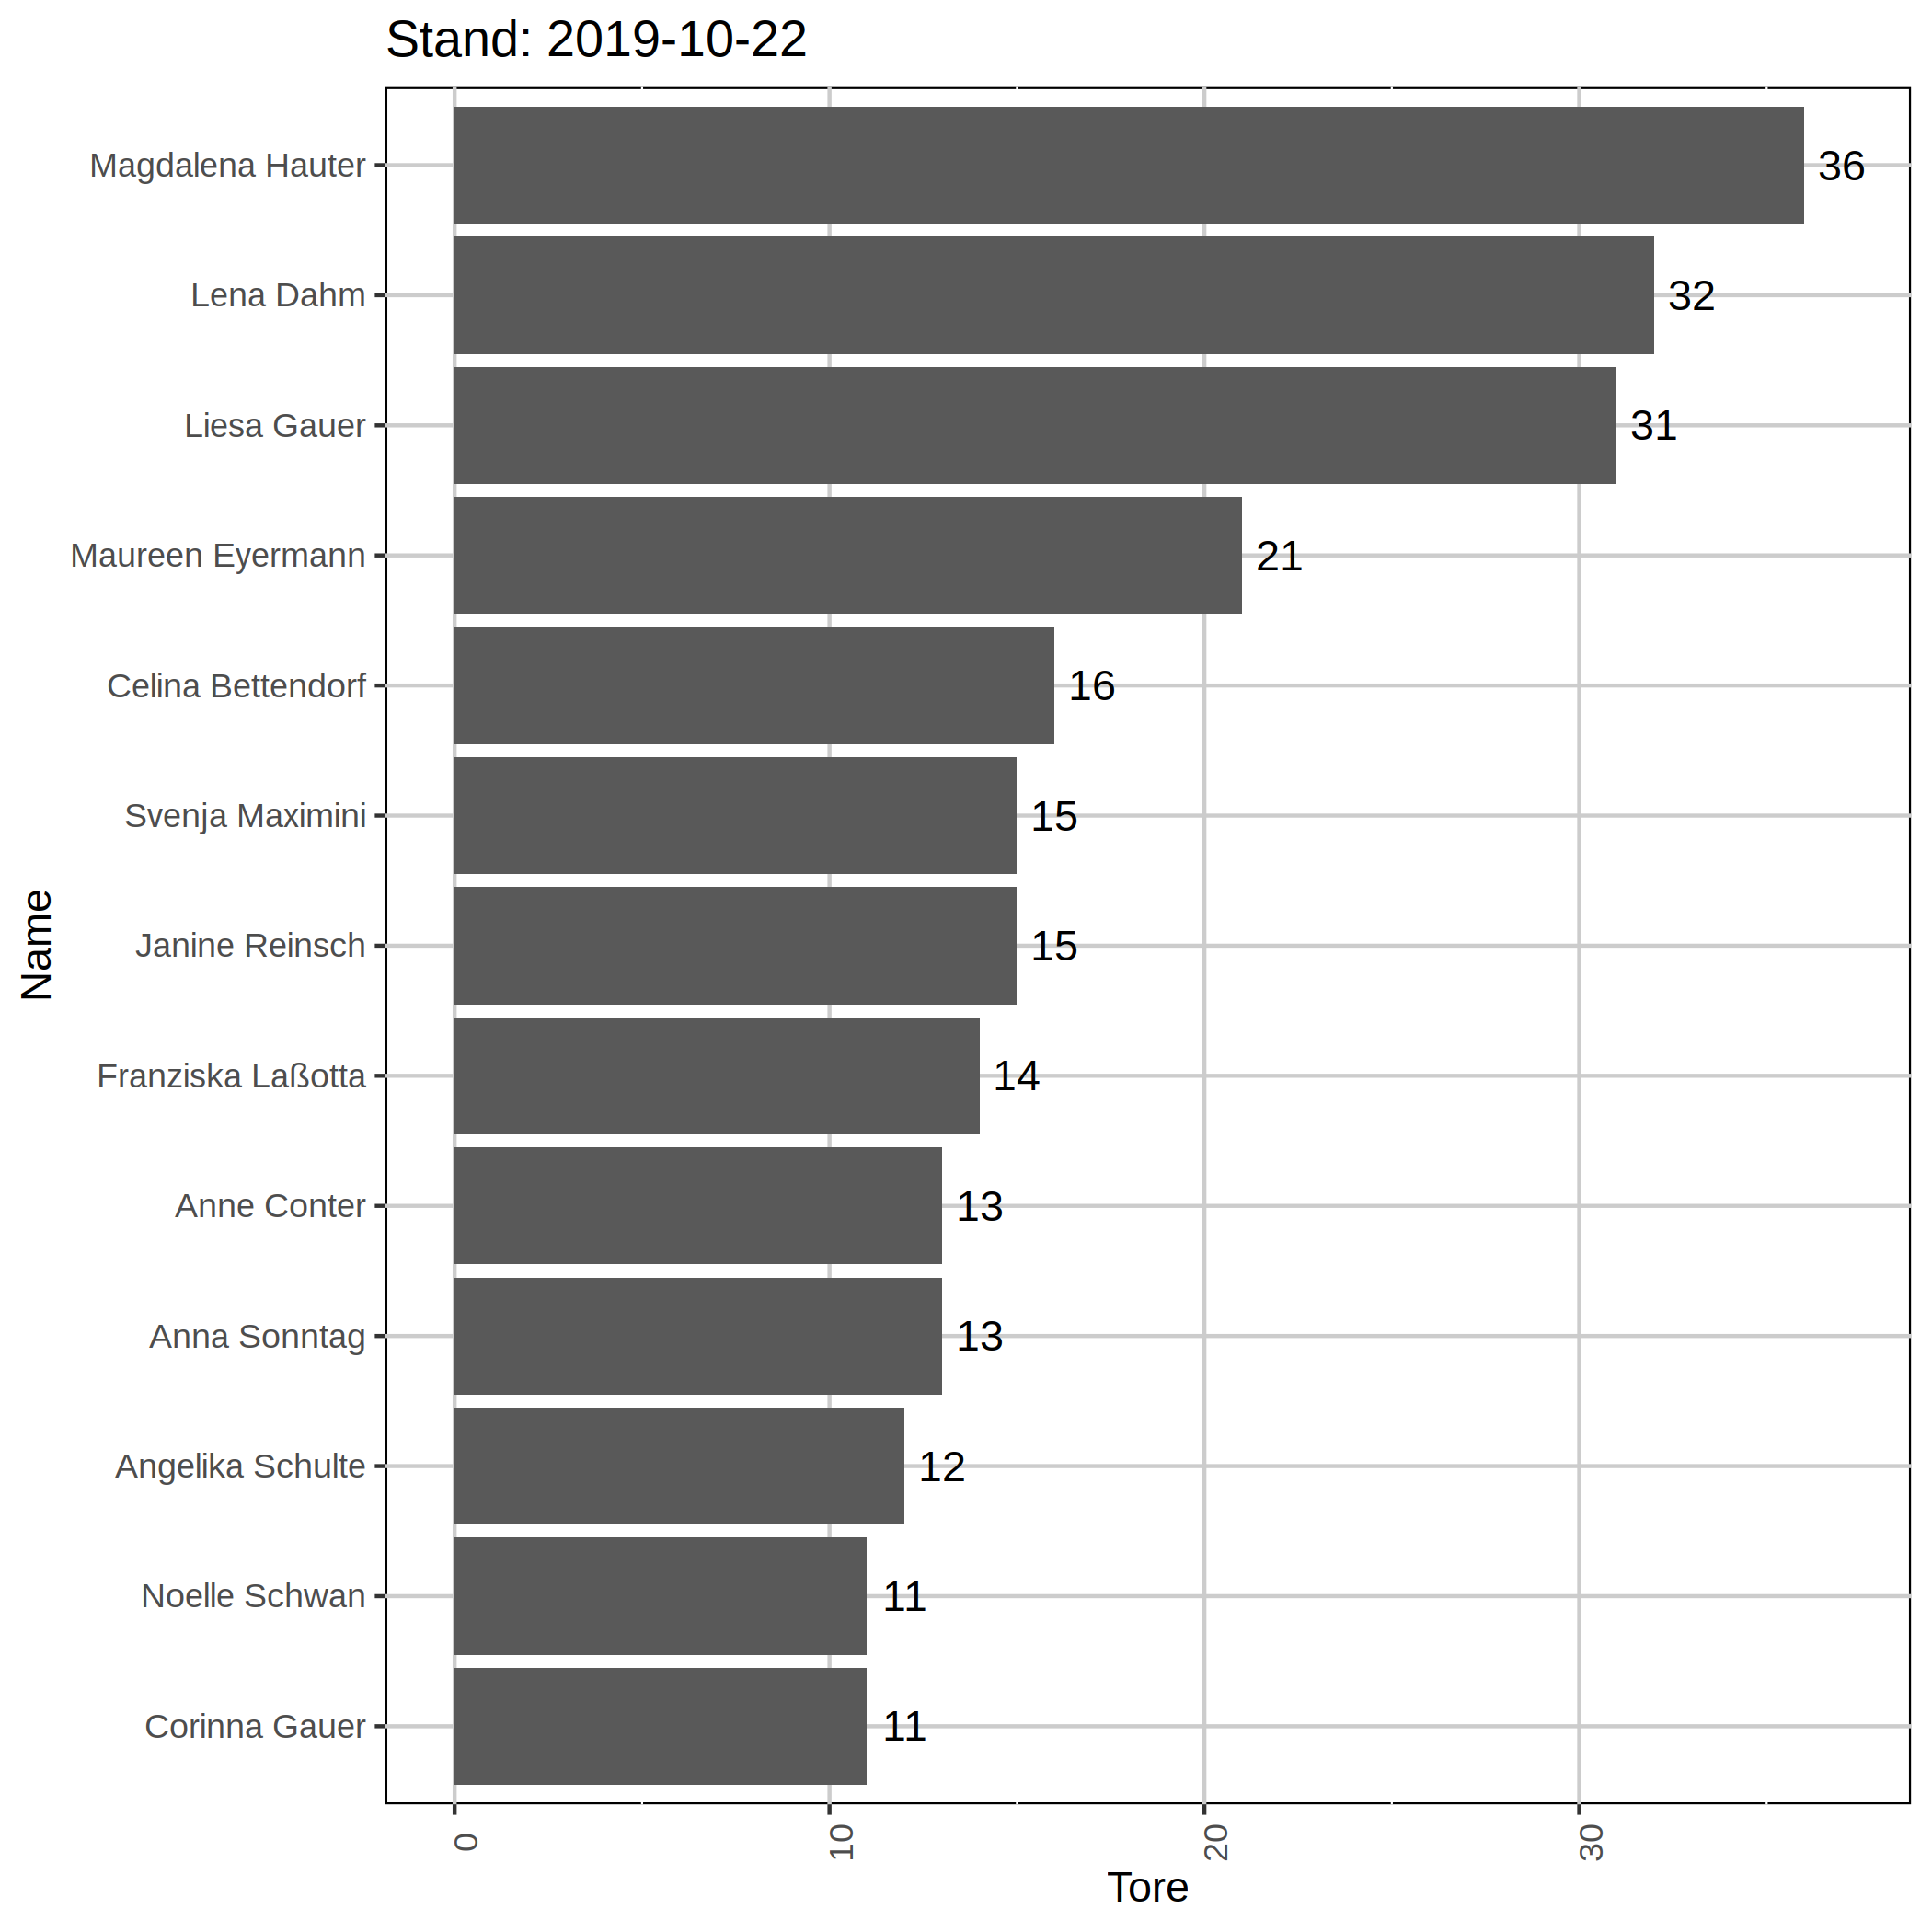 Stand: 2019-10-22
Name
Magdalena Hauter 36
Lena Dahm 32
Liesa Gauer 31
Maureen Eyermann 21
Celina Bettendorf 16
Svenja Maximini 15
Janine Reinsch 15
Franziska Laßotta 14
Anne Conter 13
Anna Sonntag 13
Angelika Schulte 12
Noelle Schwan 11
Corinna Gauer 11
0 10 20 30
Tore